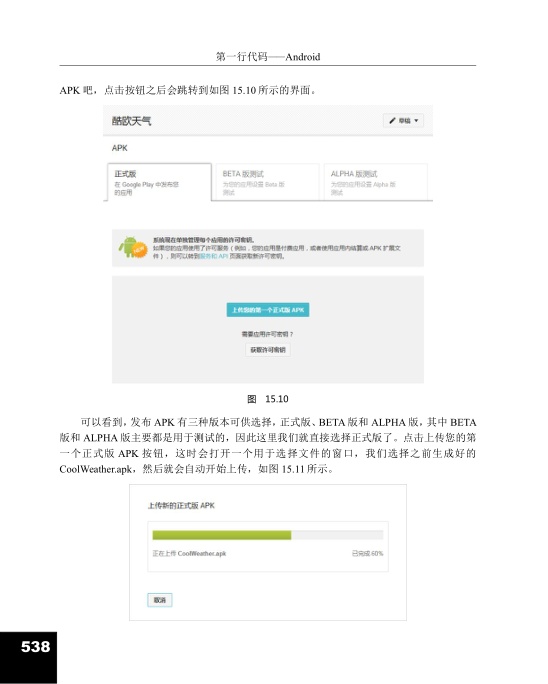 第一行代码——Android
APK 吧，点击按钮之后会跳转到如图 15.10 所示的界面。
酷欧天气
草稿
APK
正式版
在 Google Play 中发布您
的应用
BETA 版测试
为您的应用设置 Beta 版
测试
ALPHA 版测试
为您的应用设置 Alpha 版
测试
系统现在单独管理每个应用的许可密钥。
如果您的应用使用了许可服务（例如，您的应用是付费应用，或者使用应用内结算或 APK 扩展文
件），则可以转到服务和 API 页面获取新许可密钥。
上传您的第一个正式版 APK
需要应用许可密钥？
获取许可密钥
图 15.10
可以看到，发布 APK 有三种版本可供选择，正式版、BETA 版和 ALPHA 版，其中 BETA
版和 ALPHA 版主要都是用于测试的，因此这里我们就直接选择正式版了。点击上传您的第
一个正式版 APK 按钮，这时会打开一个用于选择文件的窗口，我们选择之前生成好的
CoolWeather.apk，然后就会自动开始上传，如图 15.11 所示。
上传新的正式版 APK
正在上传 CoolWeather.apk
已完成 60%
取消
538